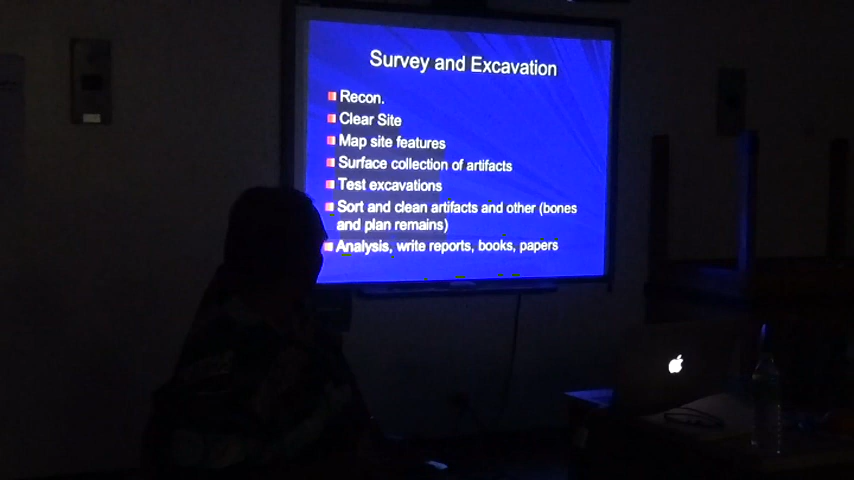 Survey and Excavation
Recon.
Clear Site
Map site features
Surface collection of artifacts
Test excavations
Sort and clean artifacts and other (bones
and plan remains)
Analysis, write reports, books, papers